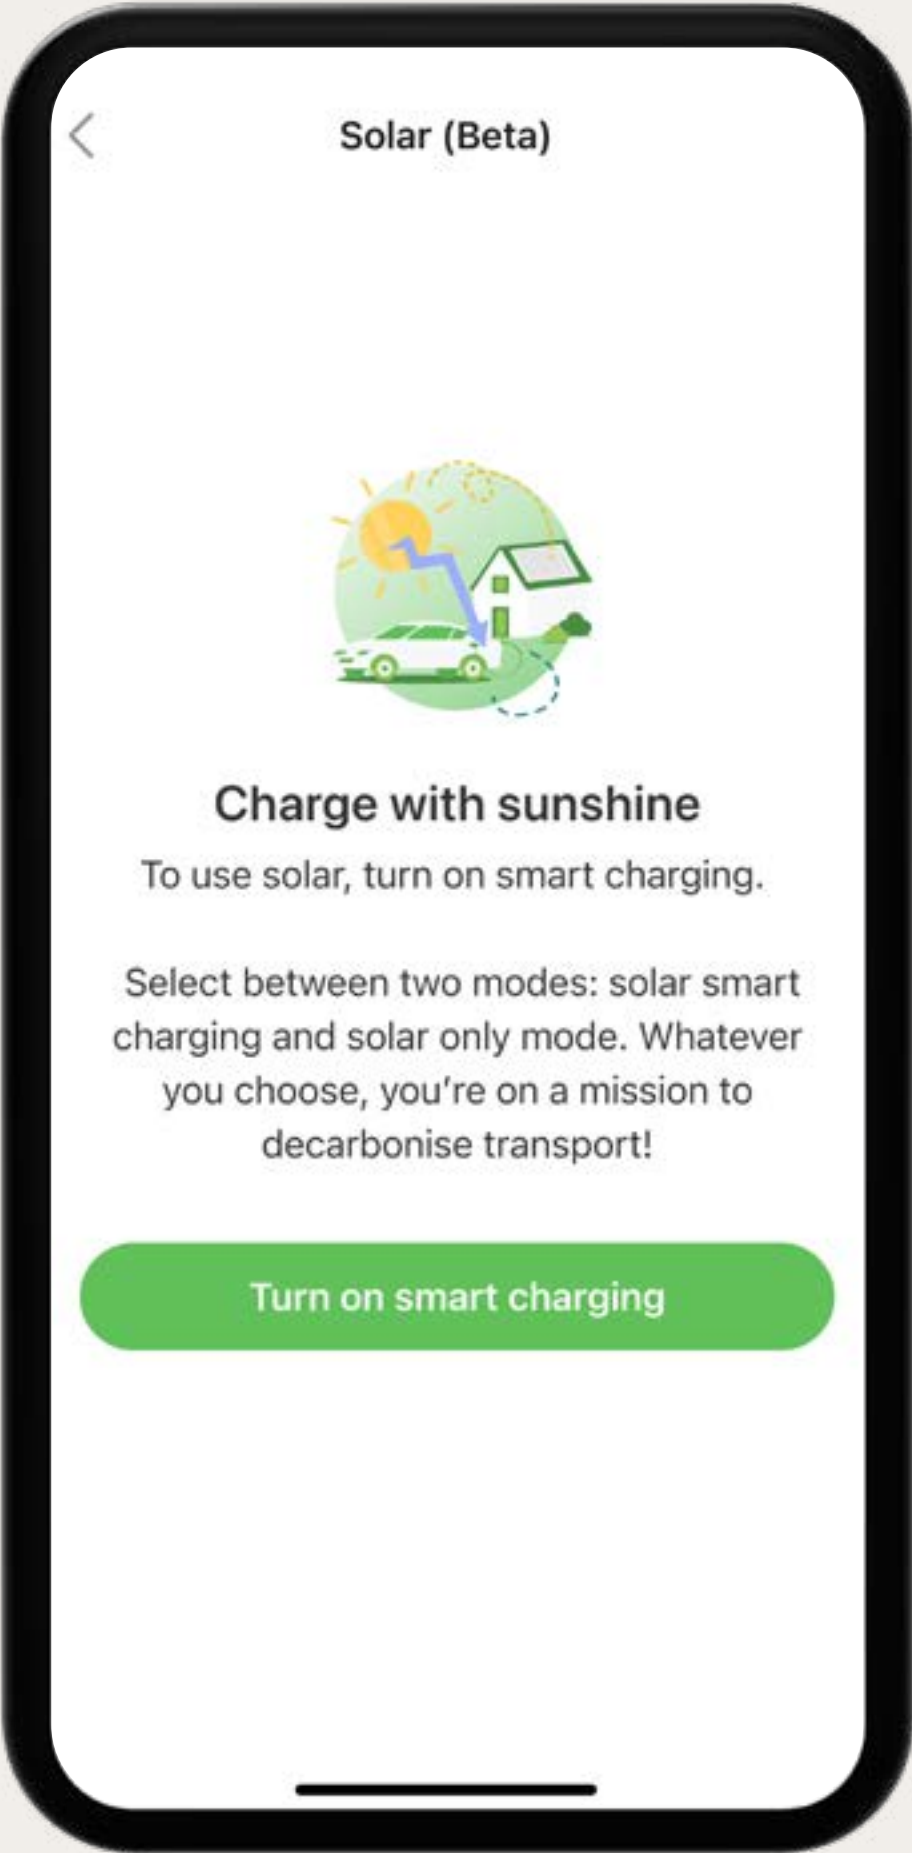 Solar (Beta)
Charge with sunshine
To use solar, turn on smart charging.
Select between two modes: solar smart
charging and solar only mode. Whatever
you choose, you're on a mission to
decarbonise transport!
Turn on smart charging